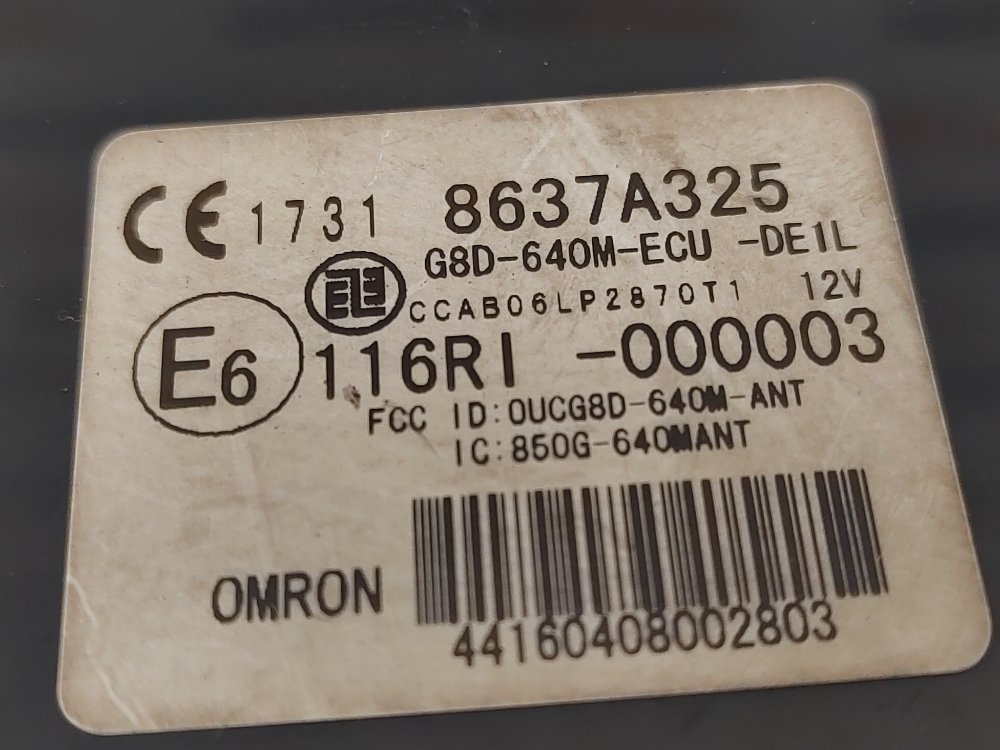 CE 1731 8637A325
G8D-640M-ECU -DE1L
CCAB06LP2870T1 12V
E6 116RI -000003
FCC ID:OUCG8D-640M-ANT
IC:850G-640MANT
OMRON
44160408002803